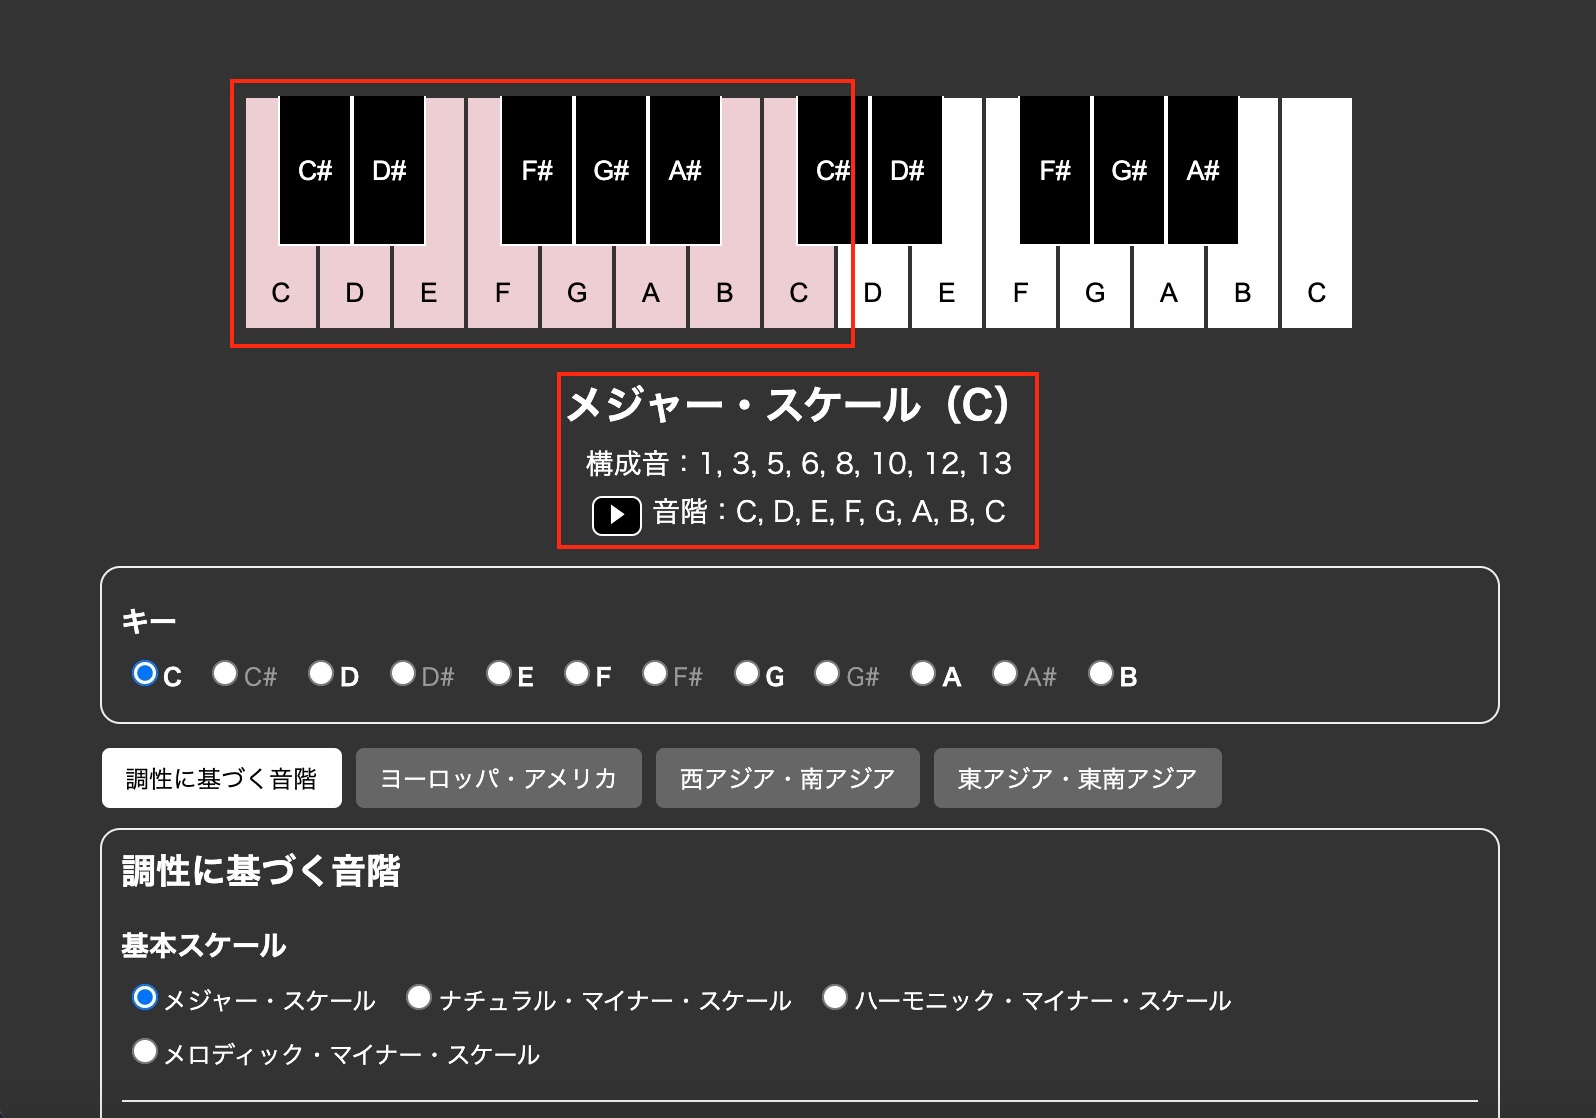 C# D# F# G# A# C# D# F# G# A#
C D E F G A B C D E F G A B C
メジャー・スケール（C）
構成音：1, 3, 5, 6, 8, 10, 12, 13
音階：C, D, E, F, G, A, B, C
キー
C C# D D# E F F# G G# A A# B
調性に基づく音階 ヨーロッパ・アメリカ 西アジア・南アジア 東アジア・東南アジア
調性に基づく音階
基本スケール
メジャー・スケール ナチュラル・マイナー・スケール ハーモニック・マイナー・スケール
メロディック・マイナー・スケール